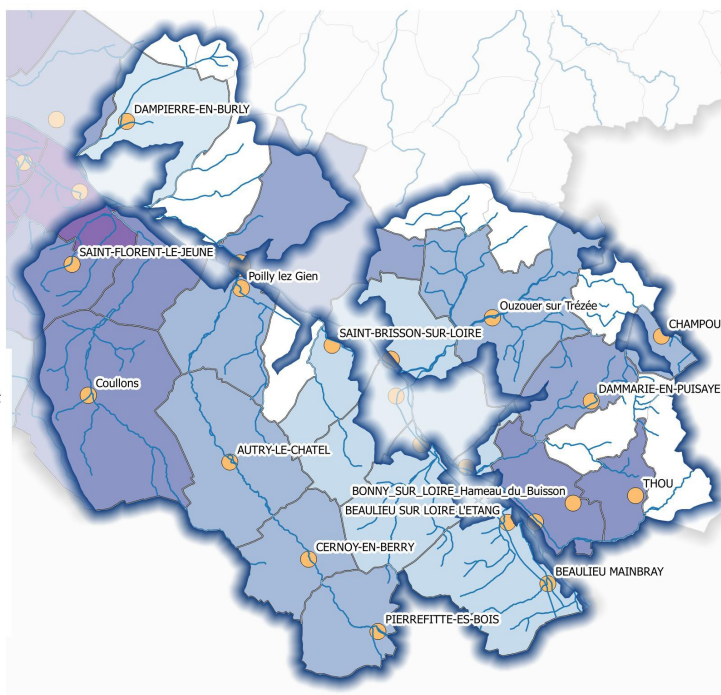 DAMPIERRE-EN-BURLY
SAINT-FLORENT-LE-JEUNE
Poilly lez Gien
Ouzouer sur Trézée
CHAMPOU
SAINT-BRISSON-SUR-LOIRE
Coullons
DAMMARIE-EN-PUISAYE
AUTRY-LE-CHATEL
THOU
BONNY_SUR_LOIRE_Hameau_du_Buisson
BEAULIEU SUR LOIRE L'ETANG
CERNOY-EN-BERRY
BEAULIEU MAINBRAY
PIERREFITTE-ES-BOIS